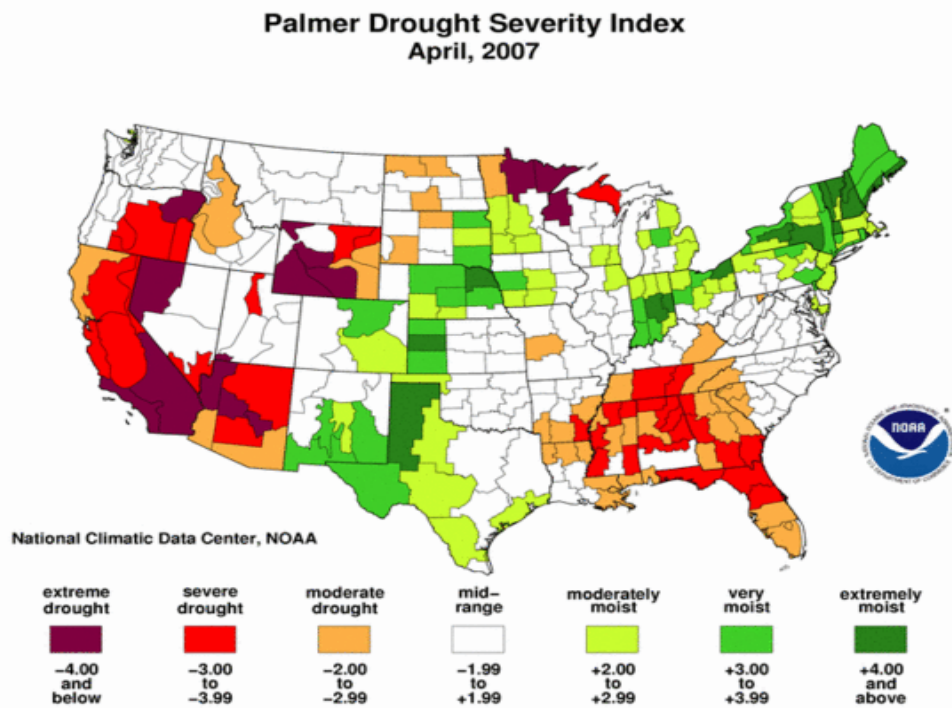 Palmer Drought Severity Index
April, 2007
NOAA
National Climatic Data Center, NOAA
extreme drought
severe drought
moderate drought
mid-range
moderately moist
very moist
extremely moist
-4.00 and below
-3.00 to -3.99
-2.00 to -2.99
-1.99 to +1.99
+2.00 to +2.99
+3.00 to +3.99
+4.00 and above